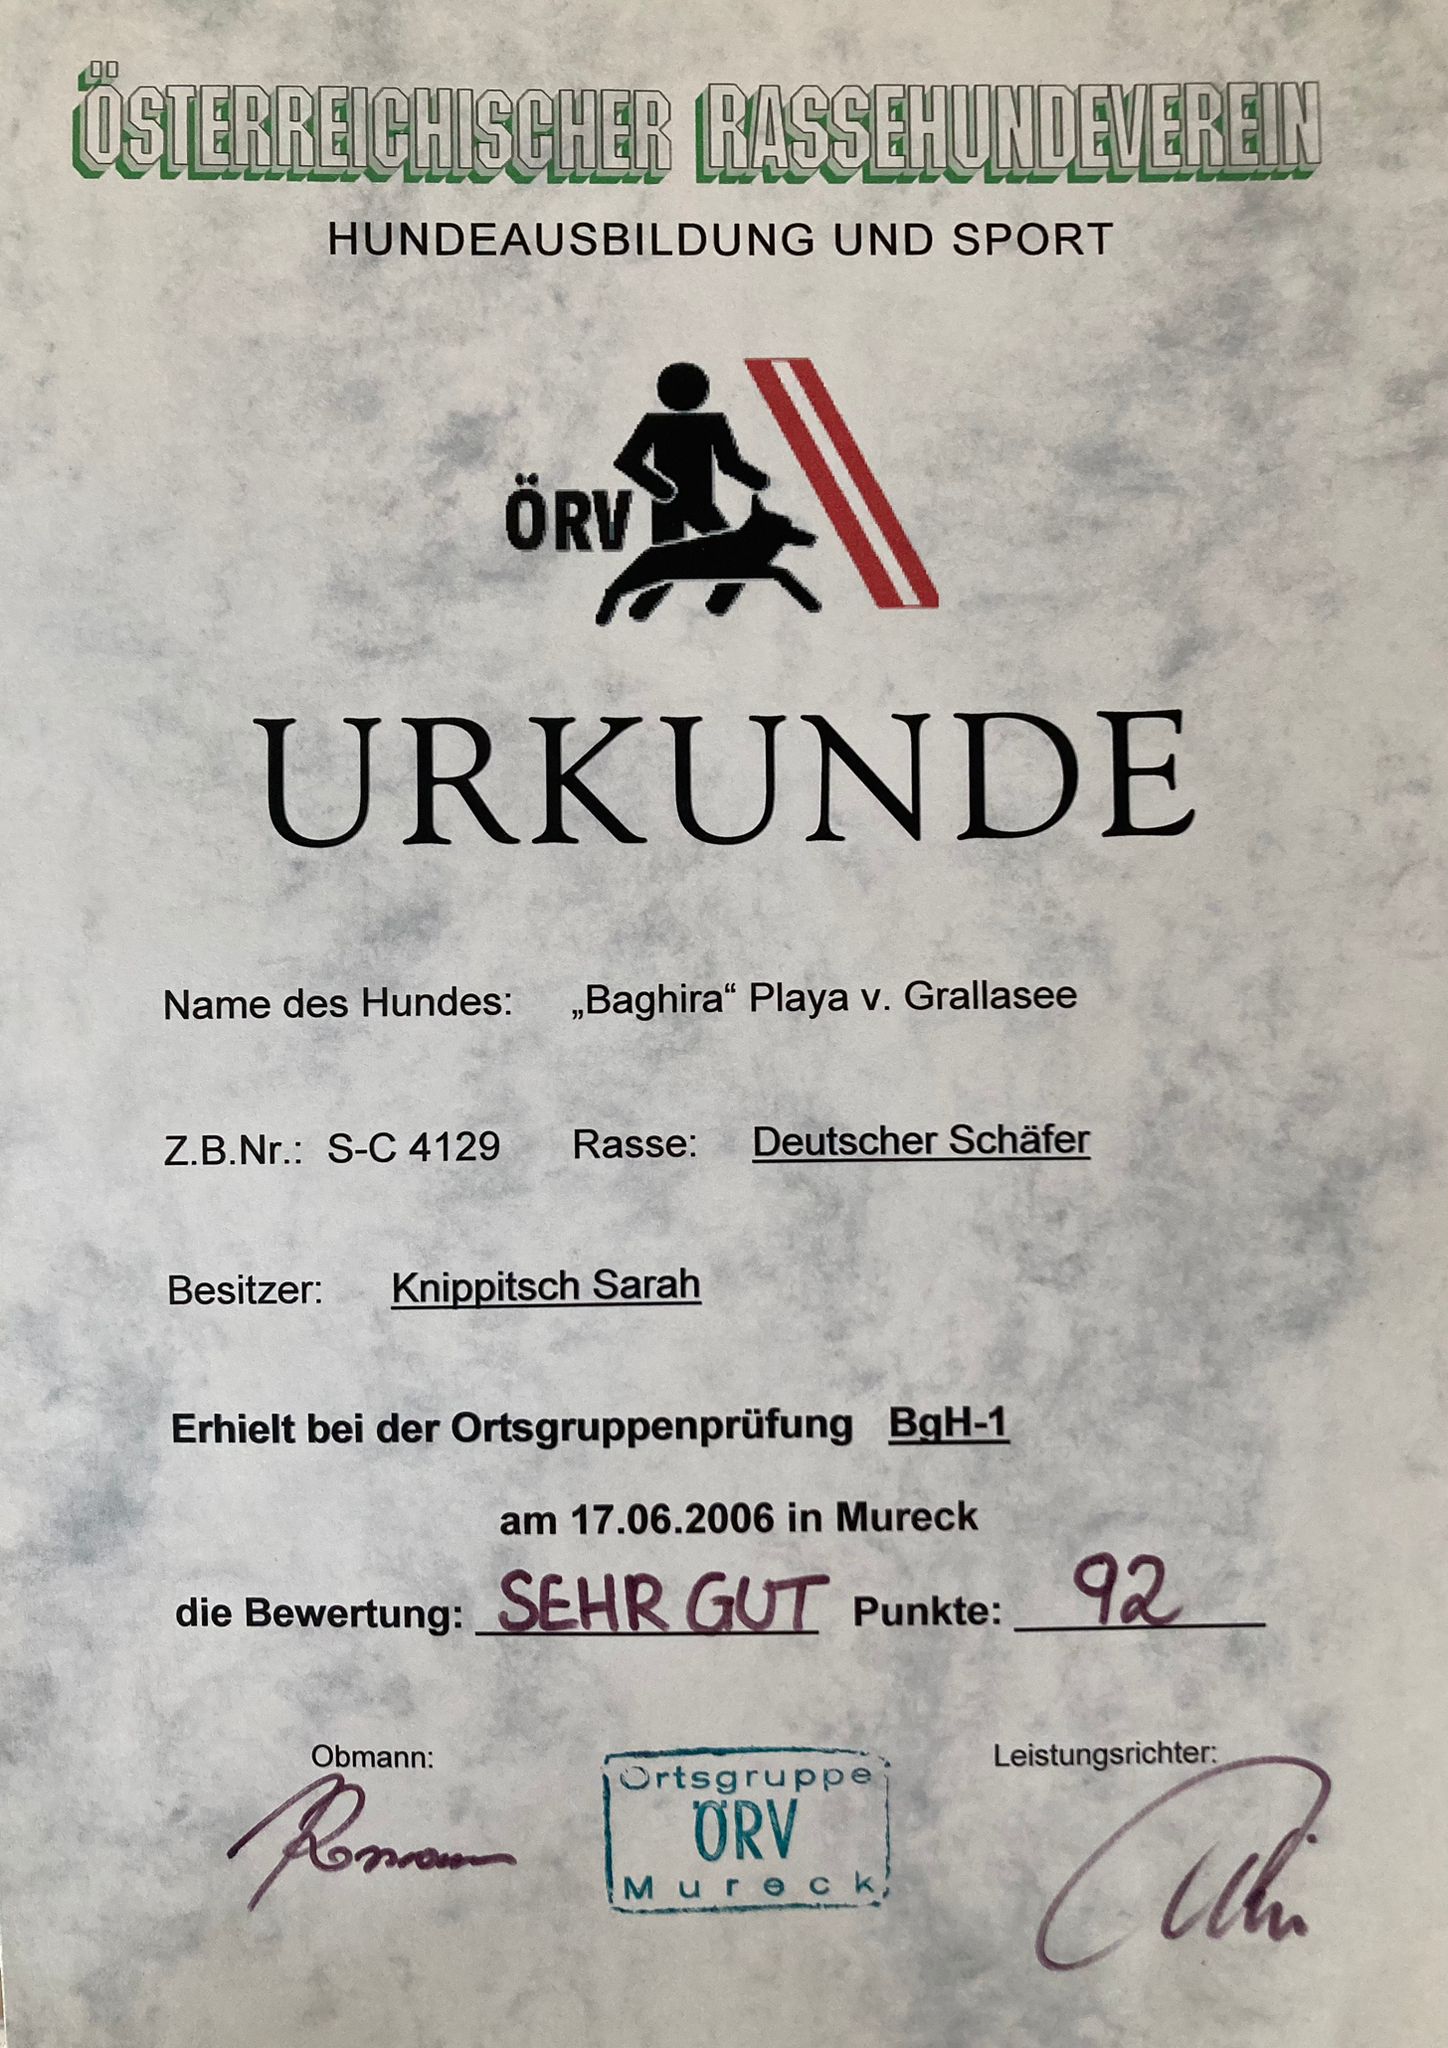 ÖSTERREICHISCHER RASSEHUNDEVEREIN
HUNDEAUSBILDUNG UND SPORT
ÖRV
URKUNDE
Name des Hundes: „Baghira“ Playa v. Grallasee
Z.B.Nr.: S-C 4129 Rasse: Deutscher Schäfer
Besitzer: Knippitsch Sarah
Erhielt bei der Ortsgruppenprüfung BgH-1
am 17.06.2006 in Mureck
die Bewertung: SEHR GUT Punkte: 92
Obmann: Leistungsrichter:
Ortsgruppe
ÖRV
Mureck